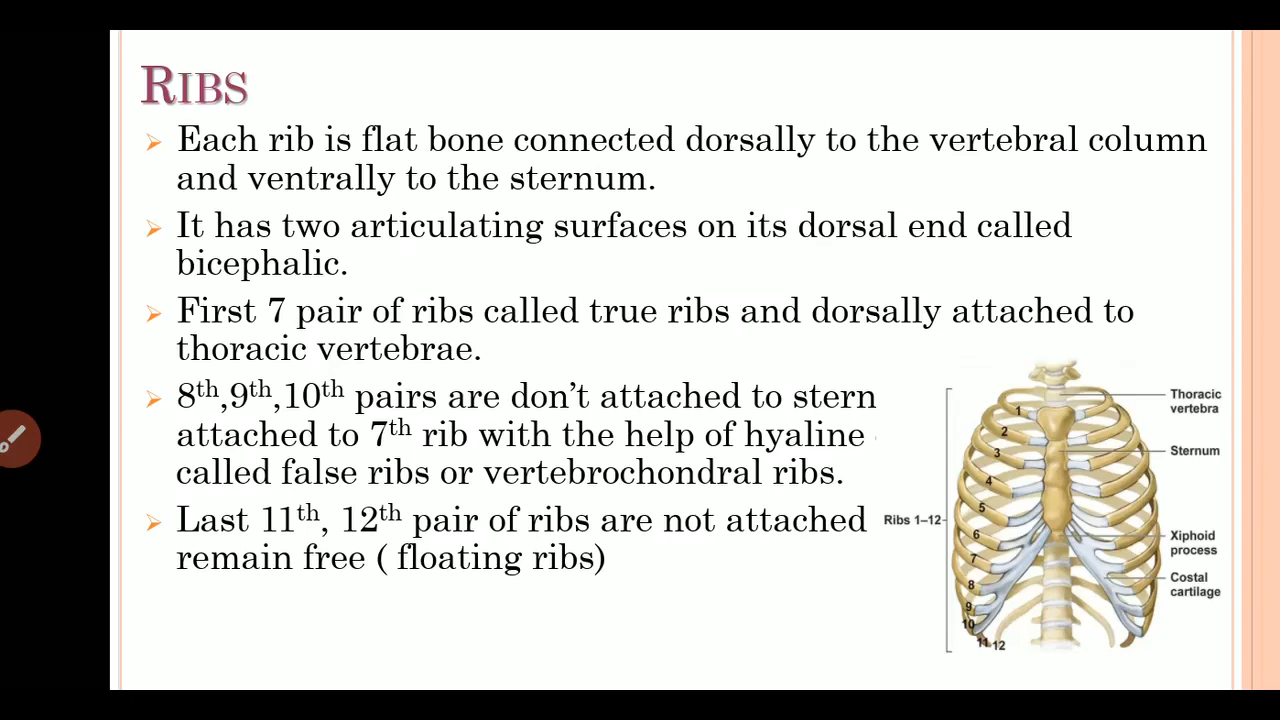 RIBS
Each rib is flat bone connected dorsally to the vertebral column
and ventrally to the sternum.
It has two articulating surfaces on its dorsal end called
bicephalic.
First 7 pair of ribs called true ribs and dorsally attached to
thoracic vertebrae.
8th,9th,10th pairs are don't attached to stern
attached to 7th rib with the help of hyaline
called false ribs or vertebrochondral ribs.
Last 11th, 12th pair of ribs are not attached
remain free ( floating ribs)
Thoracic
vertebra
Sternum
Ribs 1–12
Xiphoid
process
Costal
cartilage
1
2
3
4
5
6
7
8
9
10
11 12